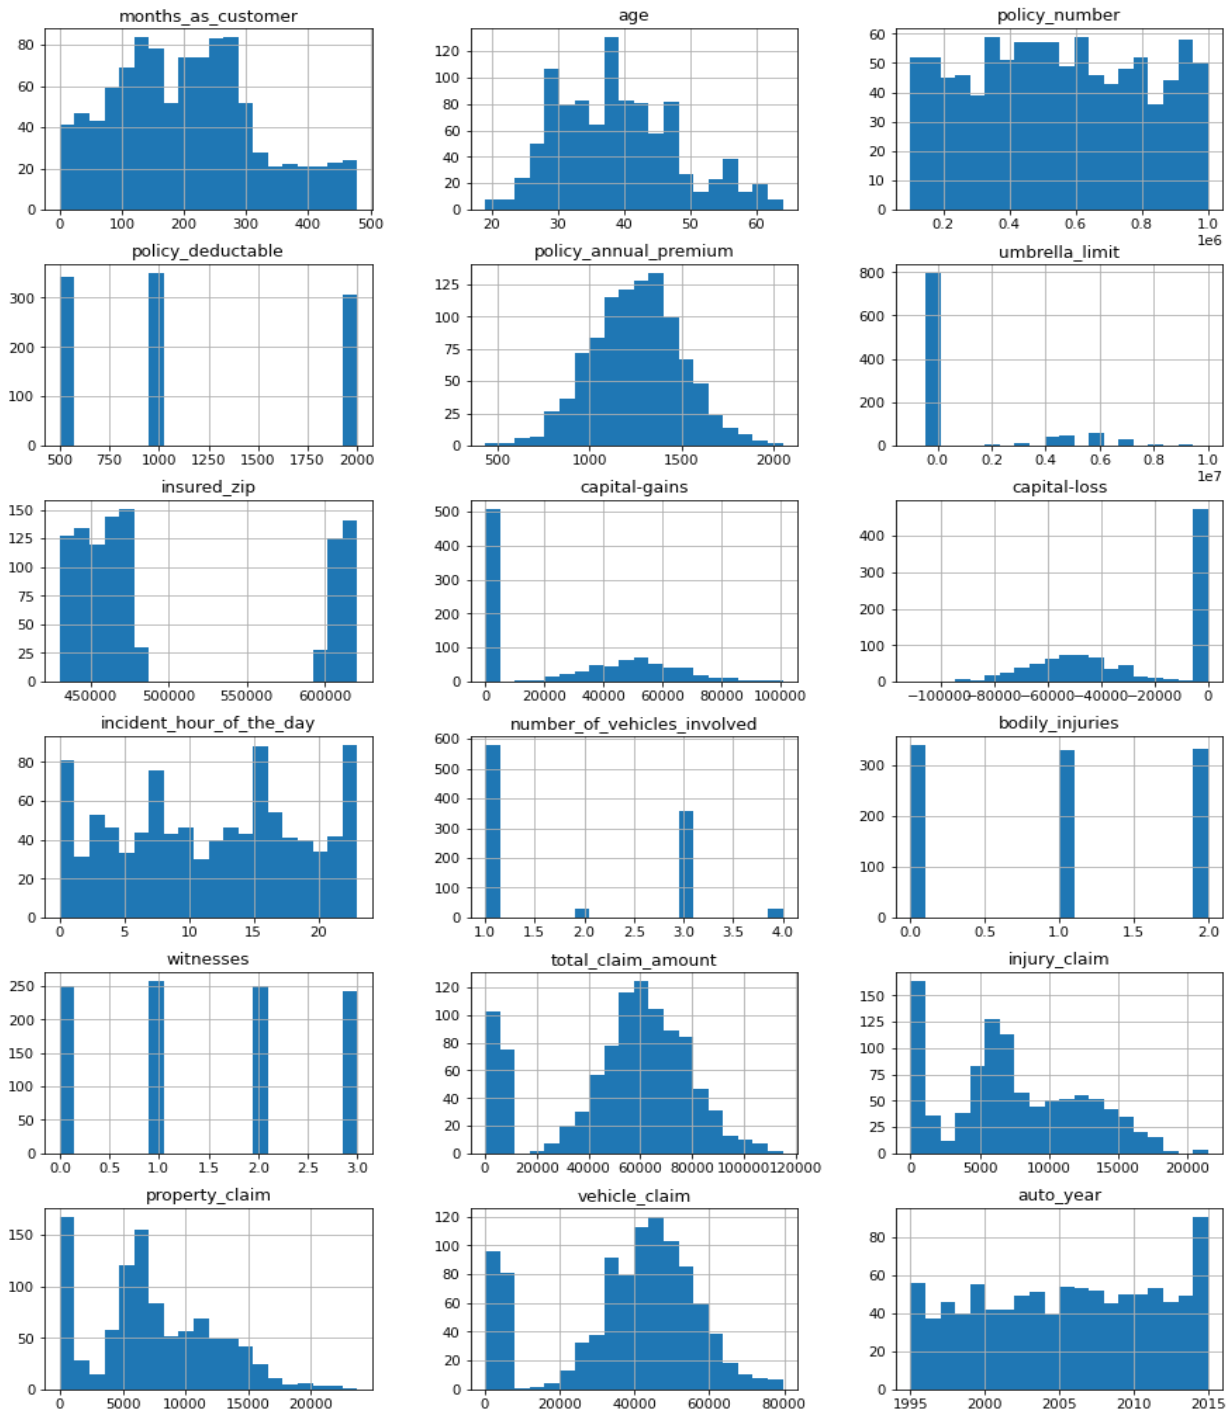 months_as_customer
80
60
40
20
0
0 100 200 300 400 500
age
120
100
80
60
40
20
0
20 30 40 50 60
policy_number
60
50
40
30
20
10
0
0.2 0.4 0.6 0.8 1.0
1e6
policy_deductable
300
200
100
0
500 750 1000 1250 1500 1750 2000
policy_annual_premium
125
100
75
50
25
0
500 1000 1500 2000
umbrella_limit
800
600
400
200
0
0.0 0.2 0.4 0.6 0.8 1.0
1e7
insured_zip
150
125
100
75
50
25
0
450000 500000 550000 600000
capital-gains
500
400
300
200
100
0
0 20000 40000 60000 80000 100000
capital-loss
400
300
200
100
0
−100000 −80000 −60000 −40000 −20000 0
incident_hour_of_the_day
80
60
40
20
0
0 5 10 15 20
number_of_vehicles_involved
600
500
400
300
200
100
0
1.0 1.5 2.0 2.5 3.0 3.5 4.0
bodily_injuries
300
200
100
0
0.0 0.5 1.0 1.5 2.0
witnesses
250
200
150
100
50
0
0.0 0.5 1.0 1.5 2.0 2.5 3.0
total_claim_amount
120
100
80
60
40
20
0
0 20000 40000 60000 80000 100000 120000
injury_claim
150
125
100
75
50
25
0
0 5000 10000 15000 20000
property_claim
150
100
50
0
0 5000 10000 15000 20000
vehicle_claim
120
100
80
60
40
20
0
0 20000 40000 60000 80000
auto_year
80
60
40
20
0
1995 2000 2005 2010 2015